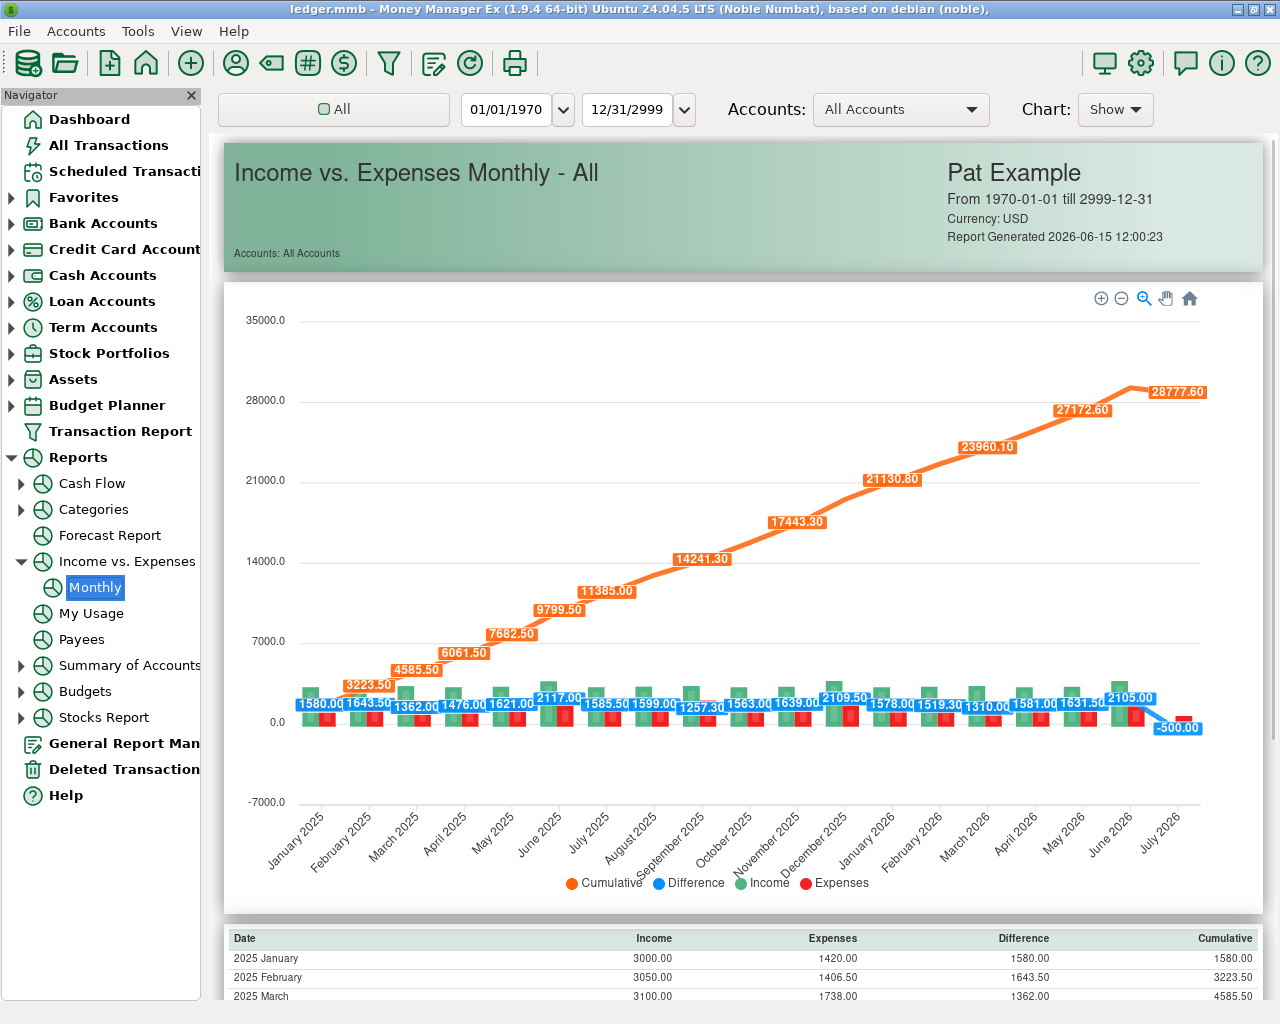 ledger.mmb - Money Manager Ex (1.9.4 64-bit) Ubuntu 24.04.5 LTS (Noble Numbat), based on debian (noble),
File Accounts Tools View Help
Navigator
Dashboard
All Transactions
Scheduled Transacti
Favorites
Bank Accounts
Credit Card Account
Cash Accounts
Loan Accounts
Term Accounts
Stock Portfolios
Assets
Budget Planner
Transaction Report
Reports
Cash Flow
Categories
Forecast Report
Income vs. Expenses
Monthly
My Usage
Payees
Summary of Accounts
Budgets
Stocks Report
General Report Man
Deleted Transaction
Help
All 01/01/1970 12/31/2999 Accounts: All Accounts Chart: Show
Income vs. Expenses Monthly - All
Accounts: All Accounts
Pat Example
From 1970-01-01 till 2999-12-31
Currency: USD
Report Generated 2026-06-15 12:00:23
35000.0
28000.0
21000.0
14000.0
7000.0
0.0
-7000.0
28777.60
27172.60
23960.10
21130.80
17443.30
14241.30
11385.00
9799.50
7682.50
6061.50
4585.50
3223.50
1580.00 1643.50 1362.00 1476.00 1621.00 2117.00 1585.50 1599.00 1257.30 1563.00 1639.00 2109.50 1578.00 1519.30 1310.00 1581.00 1631.50 2105.00 -500.00
January 2025 February 2025 March 2025 April 2025 May 2025 June 2025 July 2025 August 2025 September 2025 October 2025 November 2025 December 2025 January 2026 February 2026 March 2026 April 2026 May 2026 June 2026 July 2026
Cumulative Difference Income Expenses
Date Income Expenses Difference Cumulative
2025 January 3000.00 1420.00 1580.00 1580.00
2025 February 3050.00 1406.50 1643.50 3223.50
2025 March 3100.00 1738.00 1362.00 4585.50